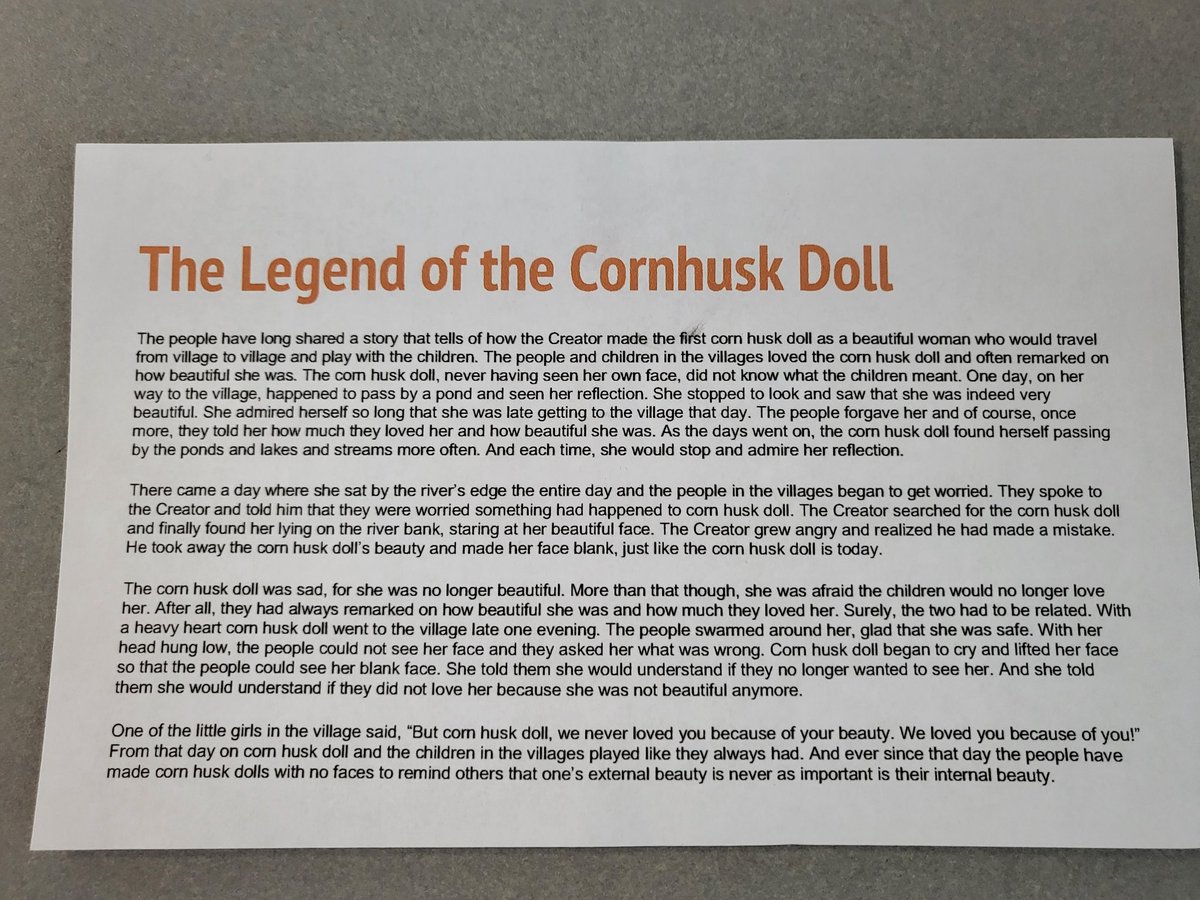 The Legend of the Cornhusk Doll
The people have long shared a story that tells of how the Creator made the first corn husk doll as a beautiful woman who would travel
from village to village and play with the children. The people and children in the villages loved the corn husk doll and often remarked on
how beautiful she was. The corn husk doll, never having seen her own face, did not know what the children meant. One day, on her
way to the village, happened to pass by a pond and seen her reflection. She stopped to look and saw that she was indeed very
beautiful. She admired herself so long that she was late getting to the village that day. The people forgave her and of course, once
more, they told her how much they loved her and how beautiful she was. As the days went on, the corn husk doll found herself passing
by the ponds and lakes and streams more often. And each time, she would stop and admire her reflection.
There came a day where she sat by the river's edge the entire day and the people in the villages began to get worried. They spoke to
the Creator and told him that they were worried something had happened to corn husk doll. The Creator searched for the corn husk doll
and finally found her lying on the river bank, staring at her beautiful face. The Creator grew angry and realized he had made a mistake.
He took away the corn husk doll's beauty and made her face blank, just like the corn husk doll is today.
The corn husk doll was sad, for she was no longer beautiful. More than that though, she was afraid the children would no longer love
her. After all, they had always remarked on how beautiful she was and how much they loved her. Surely, the two had to be related. With
a heavy heart corn husk doll went to the village late one evening. The people swarmed around her, glad that she was safe. With her
head hung low, the people could not see her face and they asked her what was wrong. Corn husk doll began to cry and lifted her face
so that the people could see her blank face. She told them she would understand if they no longer wanted to see her. And she told
them she would understand if they did not love her because she was not beautiful anymore.
One of the little girls in the village said, “But corn husk doll, we never loved you because of your beauty. We loved you because of you!”
From that day on corn husk doll and the children in the villages played like they always had. And ever since that day the people have
made corn husk dolls with no faces to remind others that one's external beauty is never as important is their internal beauty.